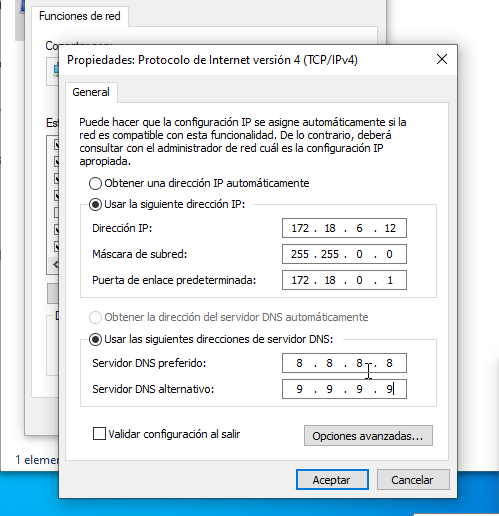 Funciones de red
Propiedades: Protocolo de Internet versión 4 (TCP/IPv4)
General
Puede hacer que la configuración IP se asigne automáticamente si la
red es compatible con esta funcionalidad. De lo contrario, deberá
consultar con el administrador de red cuál es la configuración IP
apropiada.
Obtener una dirección IP automáticamente
Usar la siguiente dirección IP:
Dirección IP: 172 . 18 . 6 . 12
Máscara de subred: 255 . 255 . 0 . 0
Puerta de enlace predeterminada: 172 . 18 . 0 . 1
Obtener la dirección del servidor DNS automáticamente
Usar las siguientes direcciones de servidor DNS:
Servidor DNS preferido: 8 . 8 . 8 . 8
Servidor DNS alternativo: 9 . 9 . 9 . 9
Validar configuración al salir
Opciones avanzadas...
1 elemen
Aceptar
Cancelar